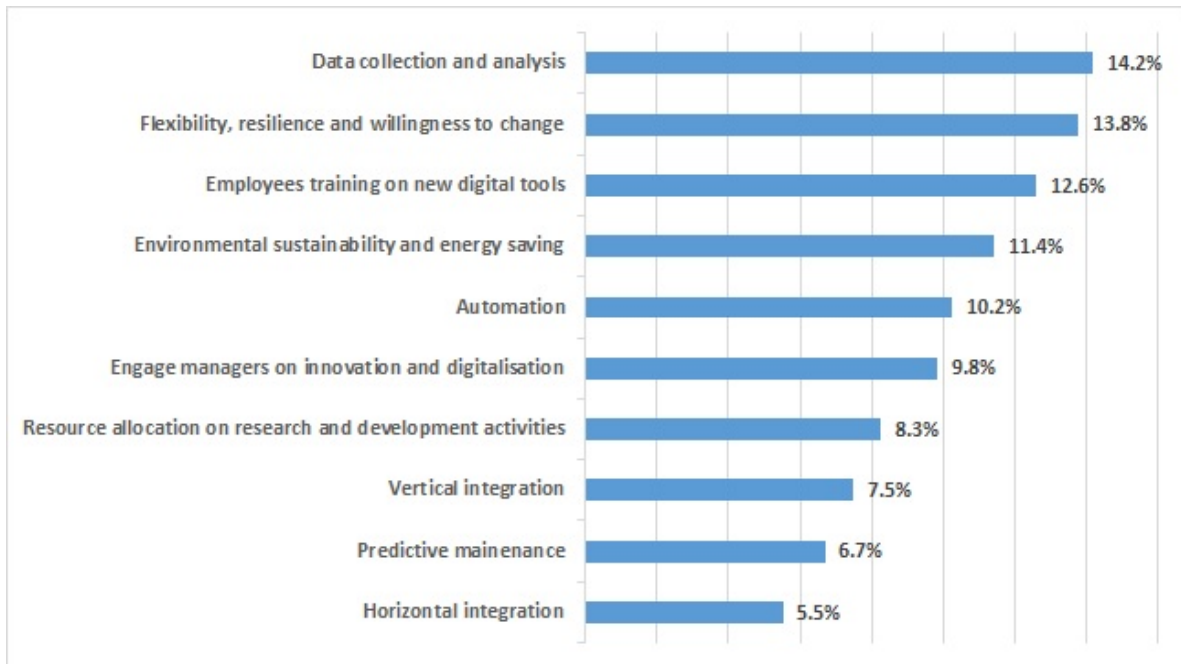 Data collection and analysis 14.2%
Flexibility, resilience and willingness to change 13.8%
Employees training on new digital tools 12.6%
Environmental sustainability and energy saving 11.4%
Automation 10.2%
Engage managers on innovation and digitalisation 9.8%
Resource allocation on research and development activities 8.3%
Vertical integration 7.5%
Predictive mainenance 6.7%
Horizontal integration 5.5%